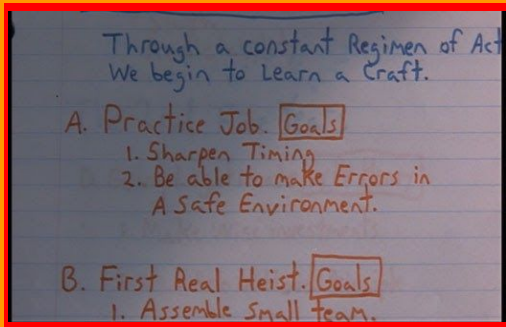 Through a constant Regimen of Act
We begin to Learn a Craft.
A. Practice Job. Goals
1. Sharpen Timing
2. Be able to make Errors in
A Safe Environment.
B. First Real Heist. Goals
1. Assemble Small team.